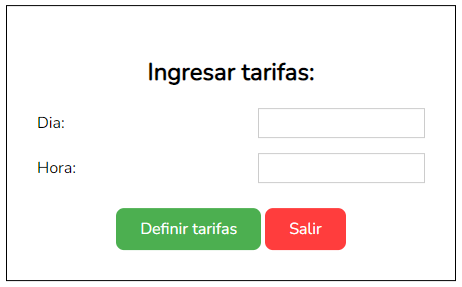 Ingresar tarifas:
Dia:
Hora:
Definir tarifas Salir